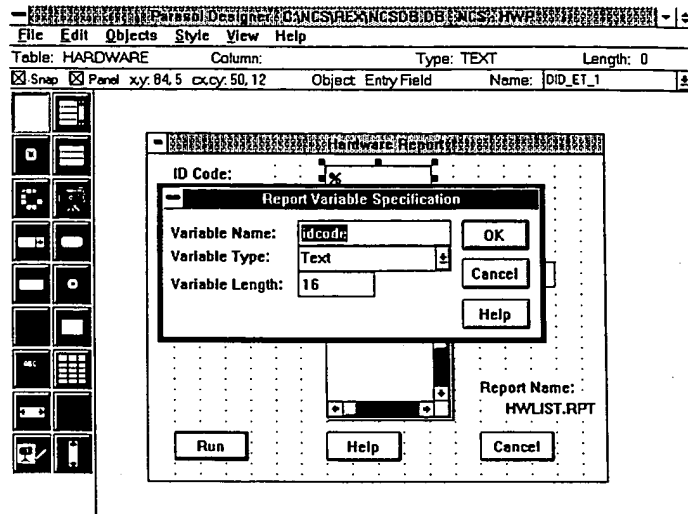 Parasol Designer: C:\NCS\REX\NCSDB.DB [NCS]: HWR
File Edit Objects Style View Help
Table: HARDWARE Column: Type: TEXT Length: 0
Snap Panel x,y: 84, 5 cx,cy: 50, 12 Object: Entry Field Name: DID_ET_1
Hardware Report
ID Code: %
Report Variable Specification
Variable Name: idcode
OK
Variable Type: Text
Cancel
Variable Length: 16
Help
ABC
Report Name:
HWLIST.RPT
Run Help Cancel